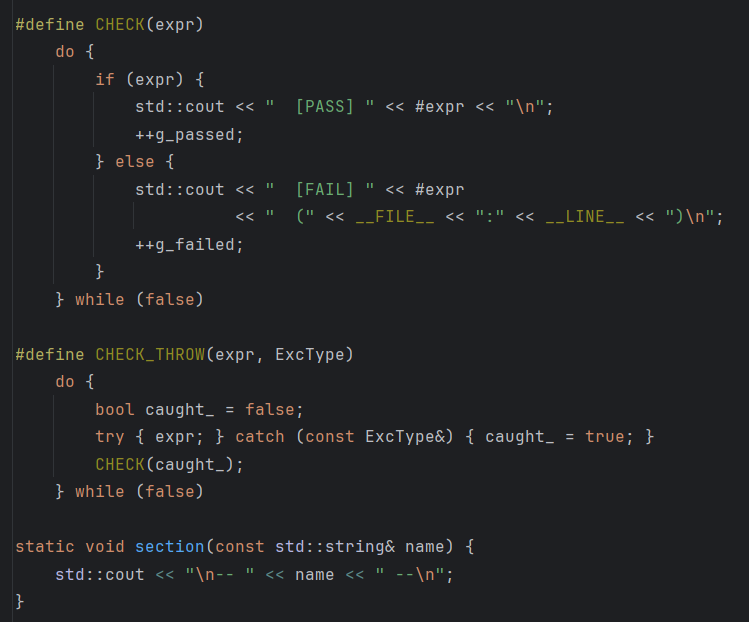 #define CHECK(expr)
    do {
        if (expr) {
            std::cout << "  [PASS] " << #expr << "\n";
            ++g_passed;
        } else {
            std::cout << "  [FAIL] " << #expr
                      << "  (" << __FILE__ << ":" << __LINE__ << ")\n";
            ++g_failed;
        }
    } while (false)

#define CHECK_THROW(expr, ExcType)
    do {
        bool caught_ = false;
        try { expr; } catch (const ExcType&) { caught_ = true; }
        CHECK(caught_);
    } while (false)

static void section(const std::string& name) {
    std::cout << "\n-- " << name << " --\n";
}